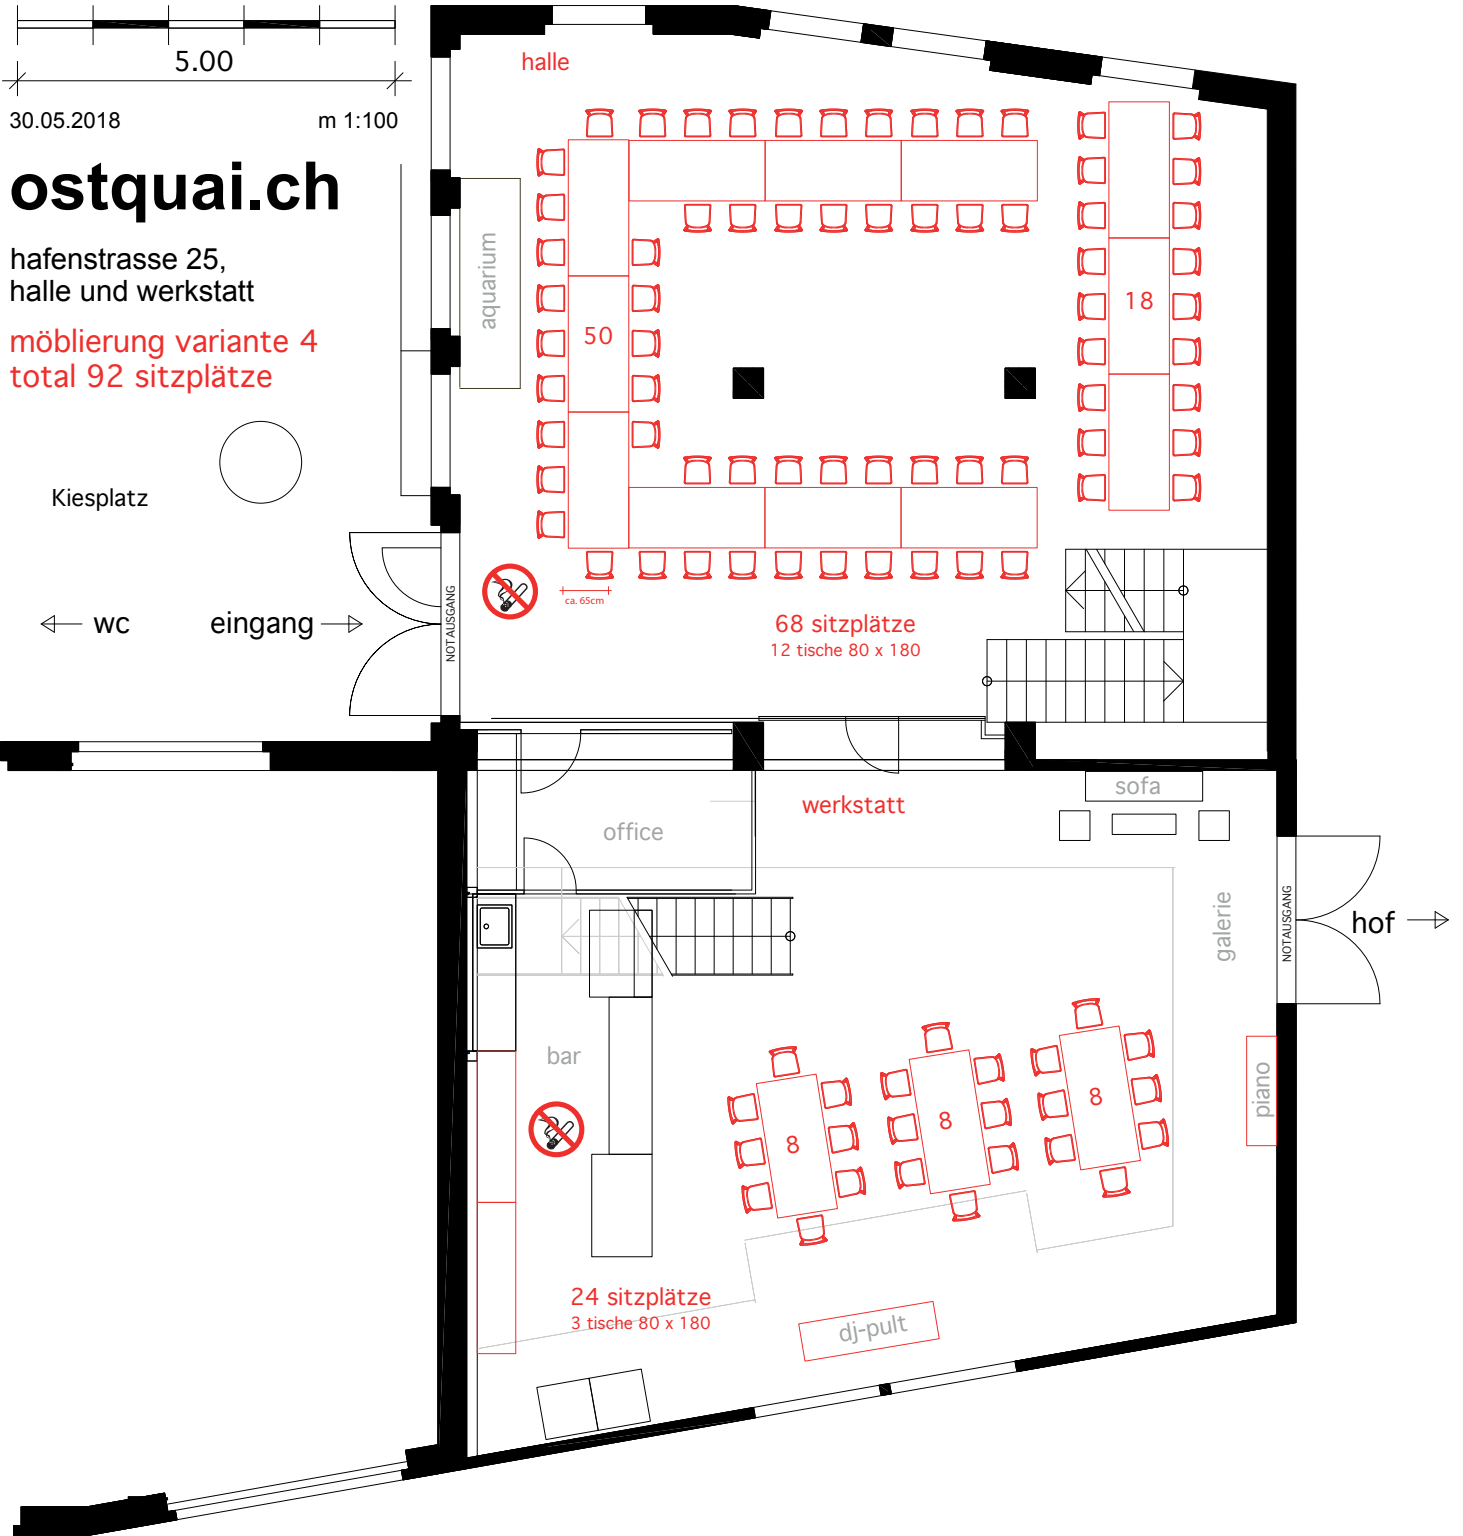 5.00
30.05.2018
m 1:100
ostquai.ch
hafenstrasse 25,
halle und werkstatt
möblierung variante 4
total 92 sitzplätze
Kiesplatz
wc
eingang
NOTAUSGANG
halle
aquarium
50
18
ca. 65cm
68 sitzplätze
12 tische 80 x 180
werkstatt
sofa
office
galerie
NOTAUSGANG
hof
bar
piano
8
8
8
24 sitzplätze
3 tische 80 x 180
dj-pult